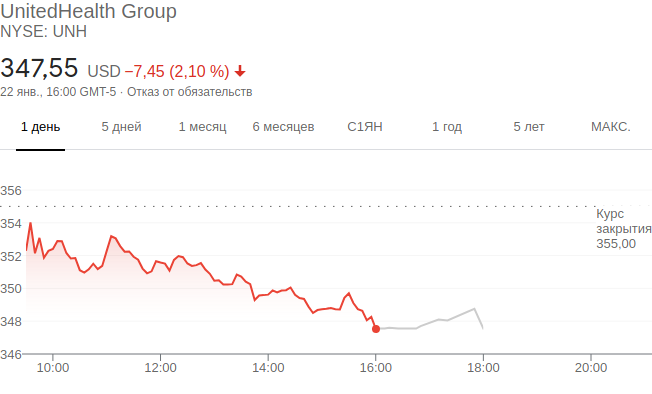 UnitedHealth Group
NYSE: UNH
347,55 USD −7,45 (2,10 %)
22 янв., 16:00 GMT-5 · Отказ от обязательств
1 день 5 дней 1 месяц 6 месяцев С1ЯН 1 год 5 лет МАКС.
356
354
352
350
348
346
Курс
закрытия
355,00
10:00 12:00 14:00 16:00 18:00 20:00